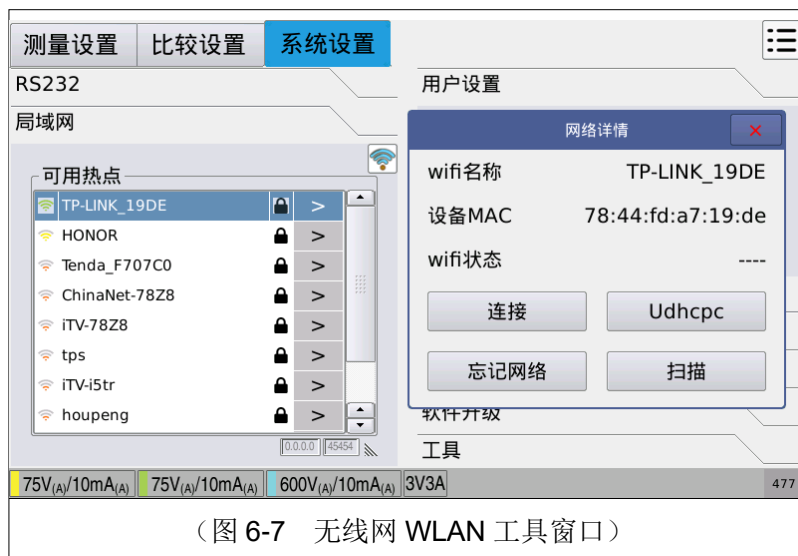 测量设置 比较设置 系统设置
RS232
局域网
可用热点
TP-LINK_19DE >
HONOR >
Tenda_F707C0 >
ChinaNet-78Z8 >
iTV-78Z8 >
tps >
iTV-i5tr >
houpeng >
0.0.0.0 45454
用户设置
网络详情 ×
wifi名称 TP-LINK_19DE
设备MAC 78:44:fd:a7:19:de
wifi状态 ----
连接 Udhcpc
忘记网络 扫描
软件升级
工具
75V(A)/10mA(A) 75V(A)/10mA(A) 600V(A)/10mA(A) 3V3A 477
（图 6-7 无线网 WLAN 工具窗口）